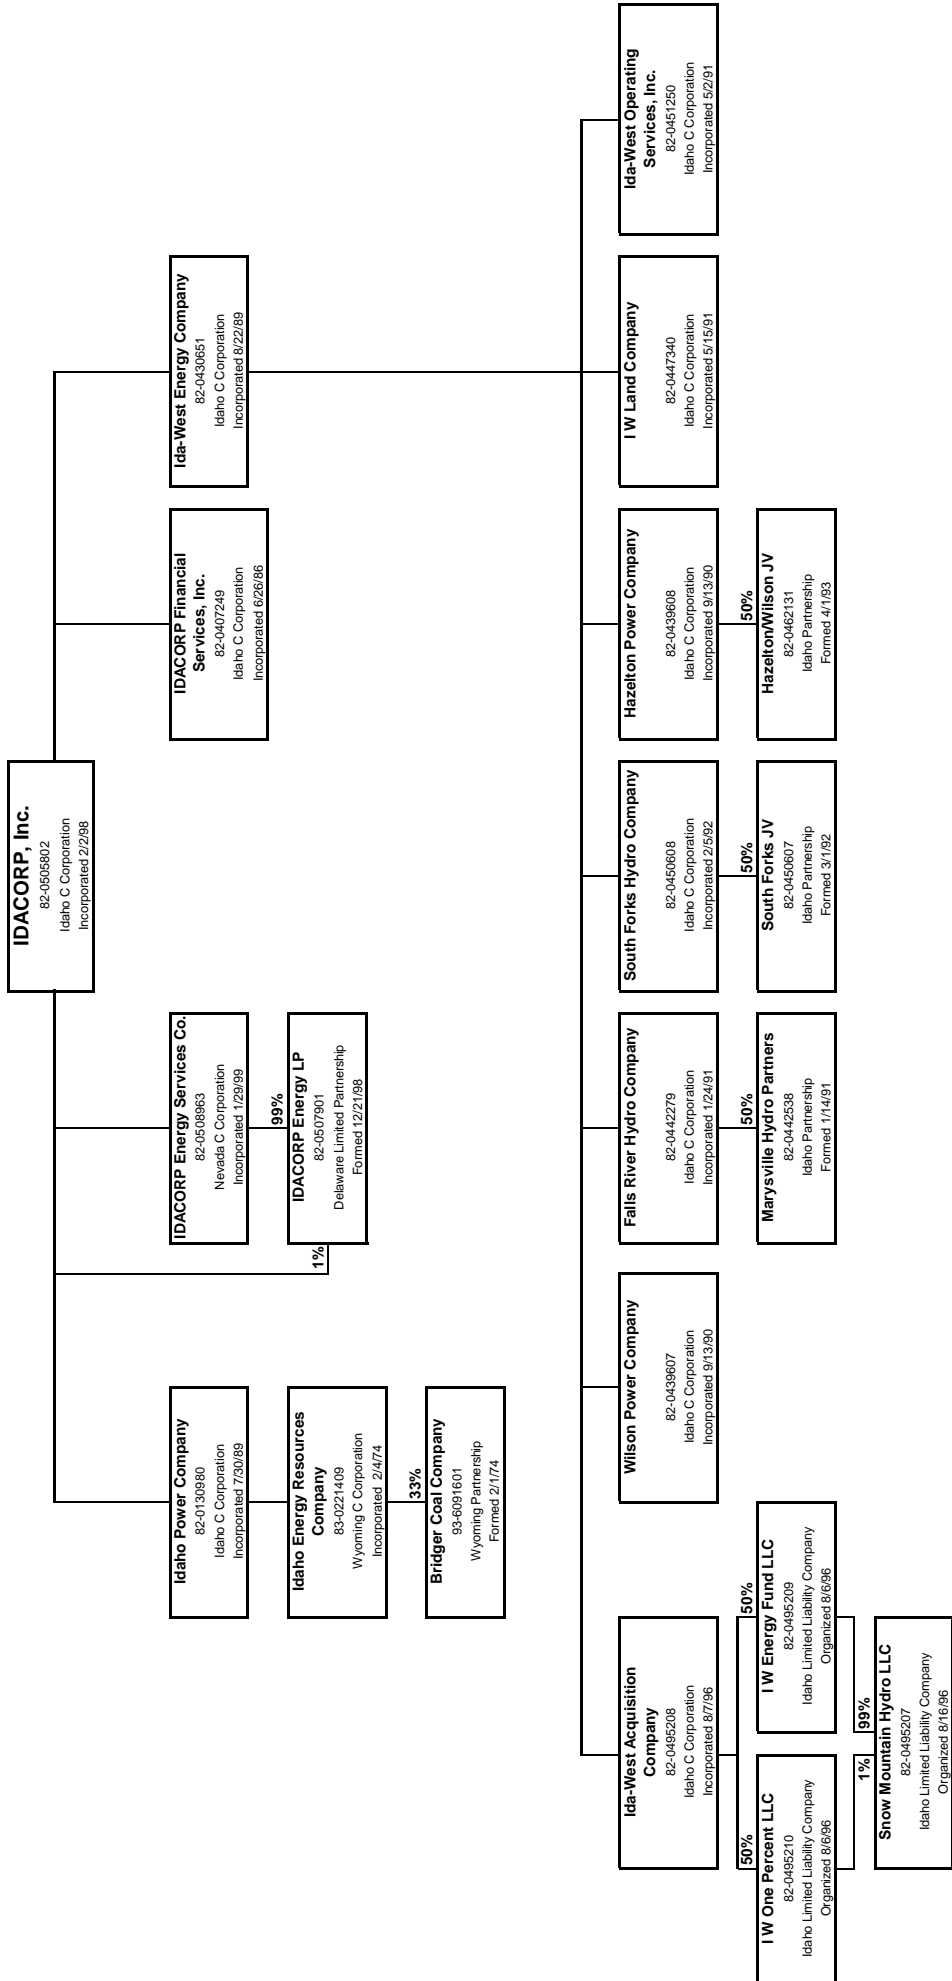 IDACORP, Inc.
82-0505802
Idaho C Corporation
Incorporated 2/2/98
Idaho Power Company
82-0130980
Idaho C Corporation
Incorporated 7/30/89
IDACORP Energy Services Co.
82-0508963
Nevada C Corporation
Incorporated 1/29/99
IDACORP Financial
Services, Inc.
82-0407249
Idaho C Corporation
Incorporated 6/26/86
Ida-West Energy Company
82-0430651
Idaho C Corporation
Incorporated 8/22/89
Idaho Energy Resources
Company
83-0221409
Wyoming C Corporation
Incorporated 2/4/74
1%
99%
IDACORP Energy LP
82-0507901
Delaware Limited Partnership
Formed 12/21/98
33%
Bridger Coal Company
93-6091601
Wyoming Partnership
Formed 2/1/74
Ida-West Acquisition
Company
82-0495208
Idaho C Corporation
Incorporated 8/7/96
Wilson Power Company
82-0439607
Idaho C Corporation
Incorporated 9/13/90
Falls River Hydro Company
82-0442279
Idaho C Corporation
Incorporated 1/24/91
South Forks Hydro Company
82-0450608
Idaho C Corporation
Incorporated 2/5/92
Hazelton Power Company
82-0439608
Idaho C Corporation
Incorporated 9/13/90
I W Land Company
82-0447340
Idaho C Corporation
Incorporated 5/15/91
Ida-West Operating
Services, Inc.
82-0451250
Idaho C Corporation
Incorporated 5/2/91
50%
I W One Percent LLC
82-0495210
Idaho Limited Liability Company
Organized 8/6/96
50%
I W Energy Fund LLC
82-0495209
Idaho Limited Liability Company
Organized 8/6/96
50%
Marysville Hydro Partners
82-0442538
Idaho Partnership
Formed 1/14/91
50%
South Forks JV
82-0450607
Idaho Partnership
Formed 3/1/92
50%
Hazelton/Wilson JV
82-0462131
Idaho Partnership
Formed 4/1/93
1%
99%
Snow Mountain Hydro LLC
82-0495207
Idaho Limited Liability Company
Organized 8/16/96